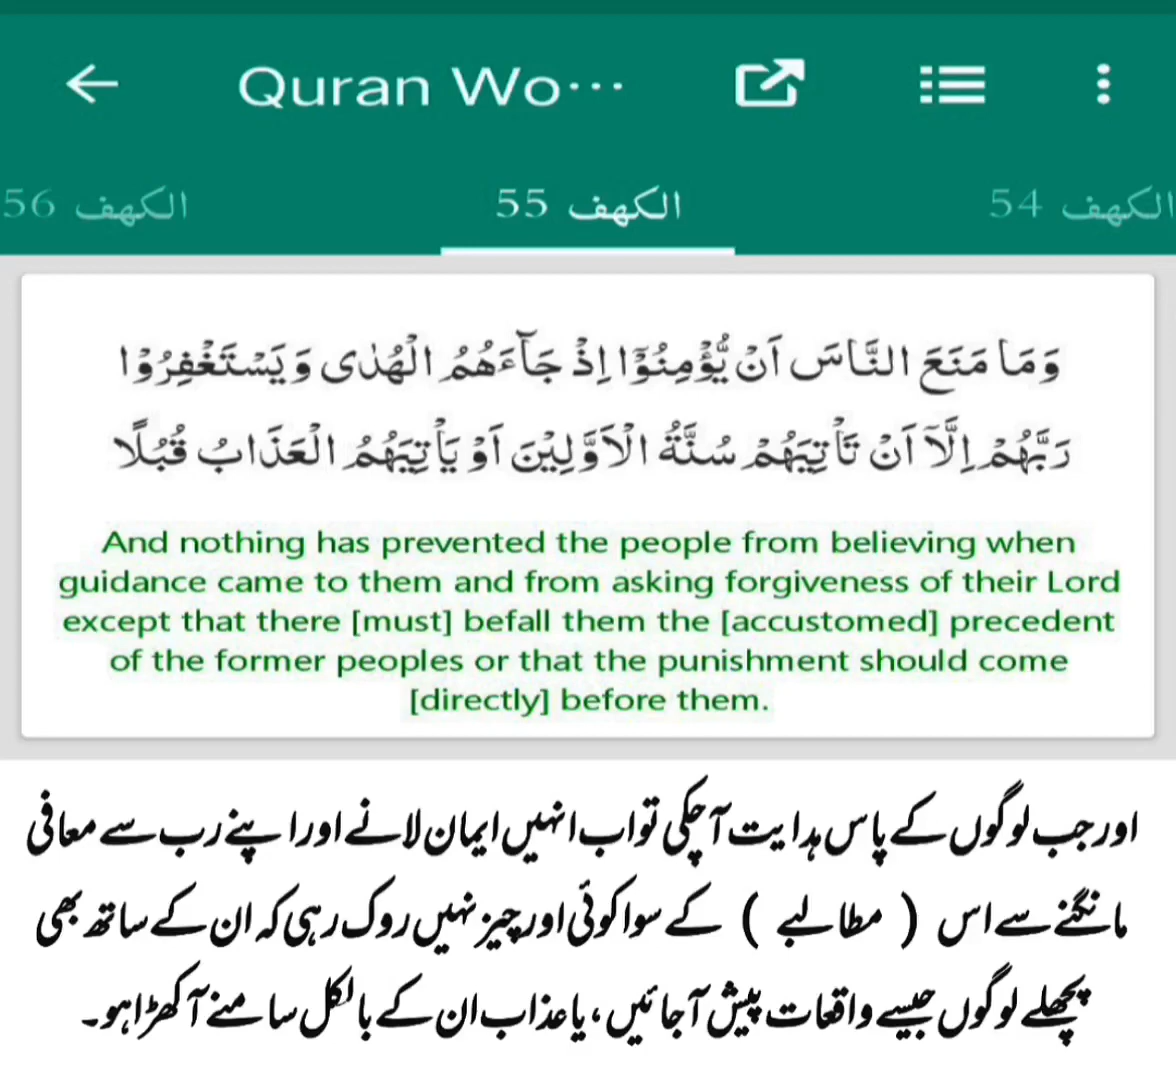 Quran Wo...
الكهف 54
الكهف 55
الكهف 56
وَمَا مَنَعَ النَّاسَ اَنْ يُّؤْمِنُوْۤا اِذْ جَآءَهُمُ الْهُدٰى وَيَسْتَغْفِرُوْا
رَبَّهُمْ اِلَّاۤ اَنْ تَاْتِيَهُمْ سُنَّةُ الْاَوَّلِيْنَ اَوْ يَاْتِيَهُمُ الْعَذَابُ قُبُلًا
And nothing has prevented the people from believing when
guidance came to them and from asking forgiveness of their Lord
except that there [must] befall them the [accustomed] precedent
of the former peoples or that the punishment should come
[directly] before them.
اور جب لوگوں کے پاس ہدایت آچکی تو اب انہیں ایمان لانے اور اپنے رب سے معافی
مانگنے سے اس ( مطالبے ) کے سوا کوئی اور چیز نہیں روک رہی کہ ان کے ساتھ بھی
پچھلے لوگوں جیسے واقعات پیش آجائیں، یا عذاب ان کے بالکل سامنے آکھڑا ہو۔